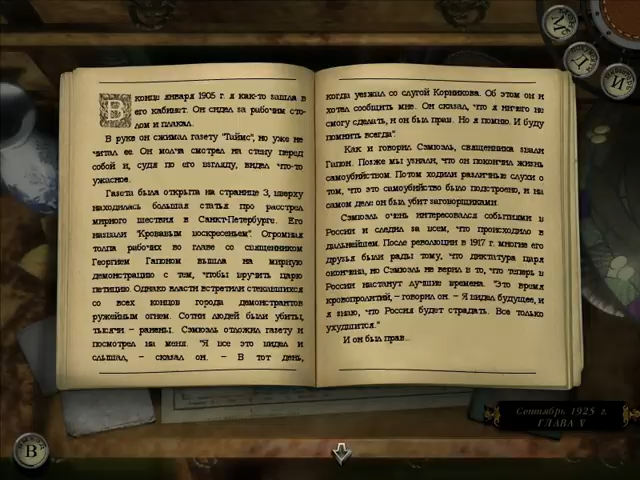 В конце января 1905 г. я как-то зашла в
его кабинет. Он сидел за рабочим сто-
лом и плакал.
В руке он сжимал газету "Таймс", но уже не
читал ее. Он молча смотрел на стену перед
собой и, судя по его взгляду, видел что-то
ужасное.
Газета была открыта на странице 3, вверху
находилась большая статья про расстрел
мирного шествия в Санкт-Петербурге. Его
назвали "Кровавым воскресеньем". Огромная
толпа рабочих во главе со священником
Георгием Гапоном вышла на мирную
демонстрацию с тем, чтобы вручить царю
петицию. Однако власти встретили стекавшихся
со всех концов города демонстрантов
ружейным огнем. Сотни людей были убиты,
тысячи – ранены. Сэмюэль отложил газету и
посмотрел на меня. "Я все это видел и
слышал, – сказал он. – В тот день,
когда уезжал со слугой Корникова. Об этом он и
хотел сообщить мне. Он сказал, что я ничего не
смогу сделать, и он был прав. Но я помню. И буду
помнить всегда".
Как и говорил Сэмюэль, священника звали
Гапон. Позже мы узнали, что он покончил жизнь
самоубийством. Потом ходили различные слухи о
том, что это самоубийство было подстроено, и на
самом деле он был убит заговорщиками.
Сэмюэль очень интересовался событиями в
России и следил за всем, что происходило в
дальнейшем. После революции в 1917 г. многие его
друзья были рады тому, что диктатура царя
окончена, но Сэмюэль не верил в то, что теперь в
России настанут лучшие времена. "Это время
кровопролитий, – говорил он. – Я видел будущее, и
я знаю, что Россия будет страдать. Все только
ухудшится."
И он был прав...
Сентябрь 1925 г.
ГЛАВА V
М
Д
И
В